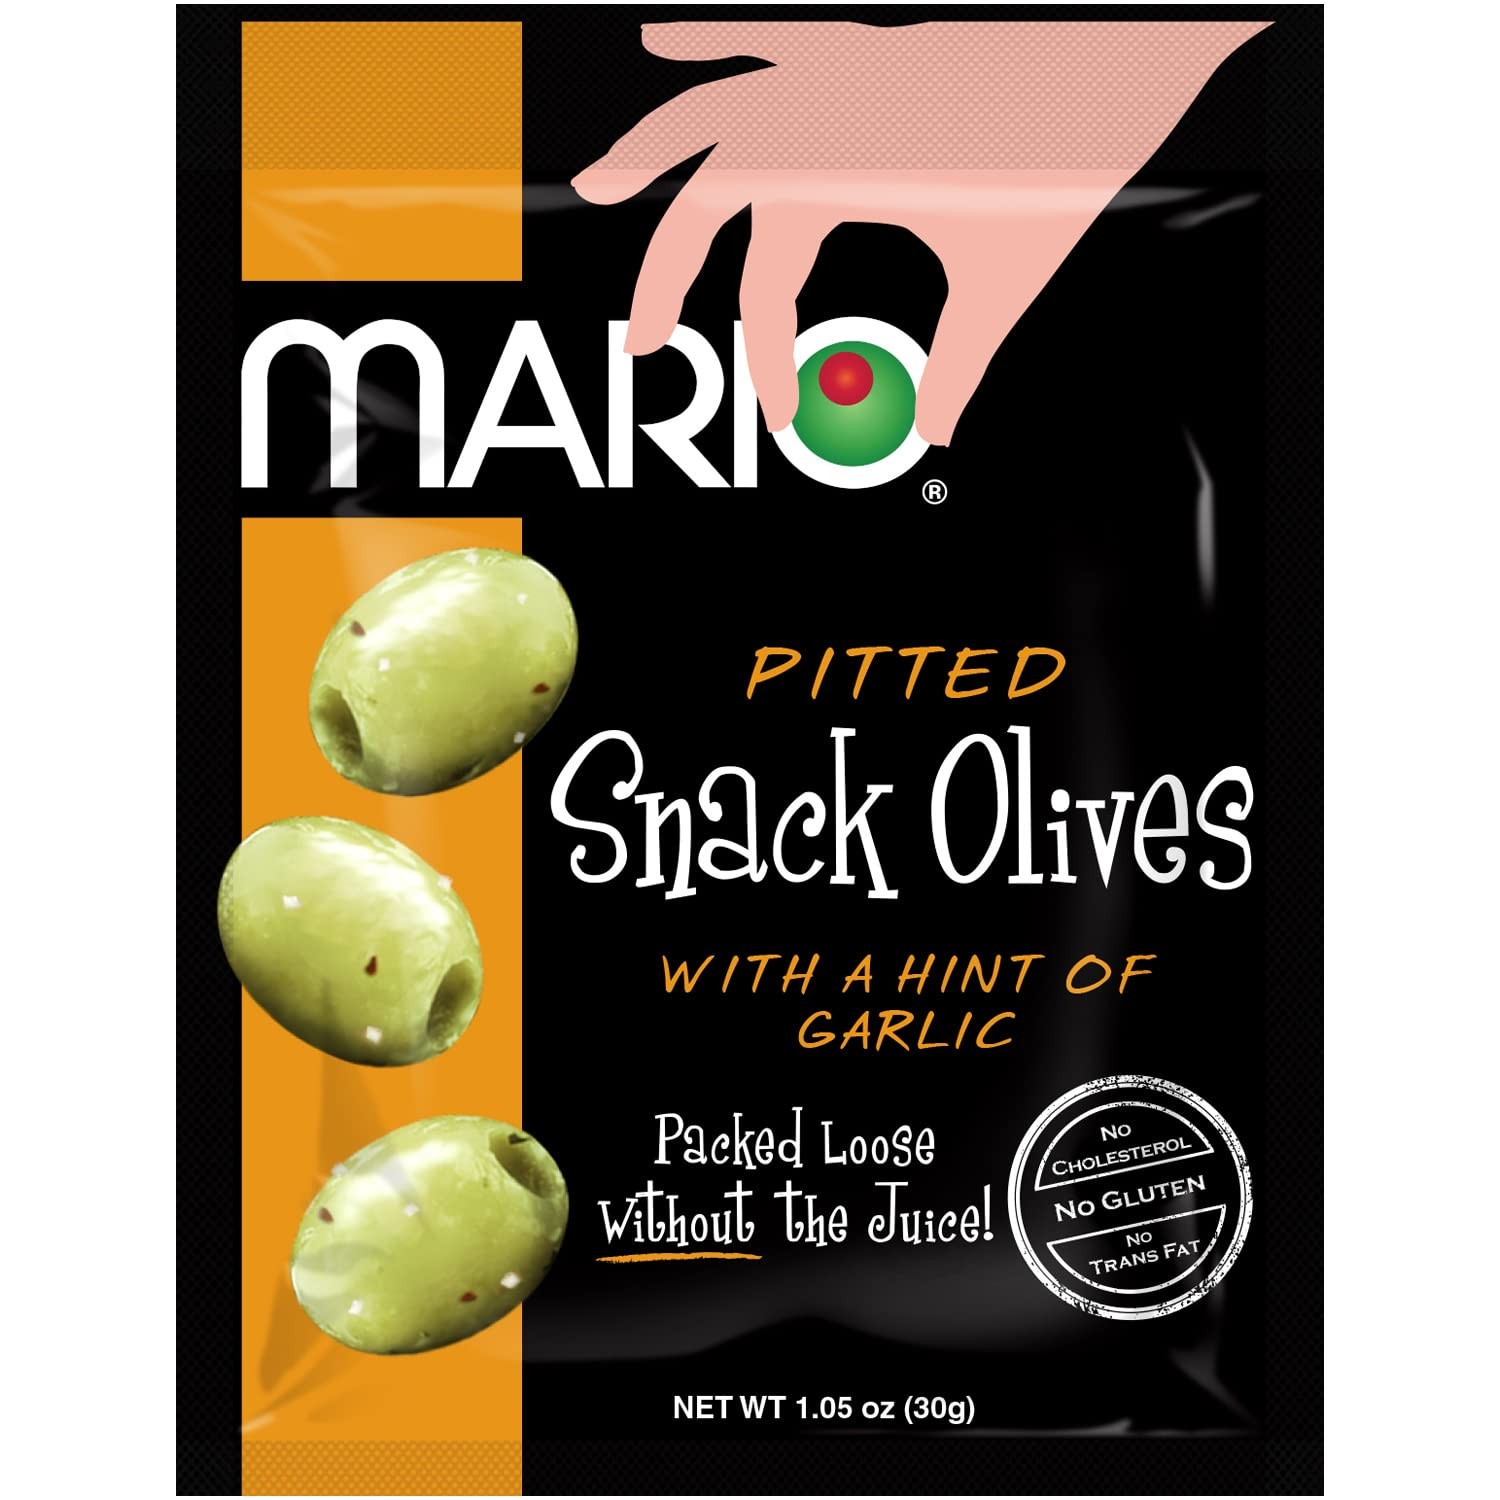 MARIO®
PITTED
Snack Olives
WITH A HINT OF
GARLIC
Packed Loose
Without the Juice!
No
Cholesterol
No Gluten
No
Trans Fat
NET WT 1.05 oz (30g)